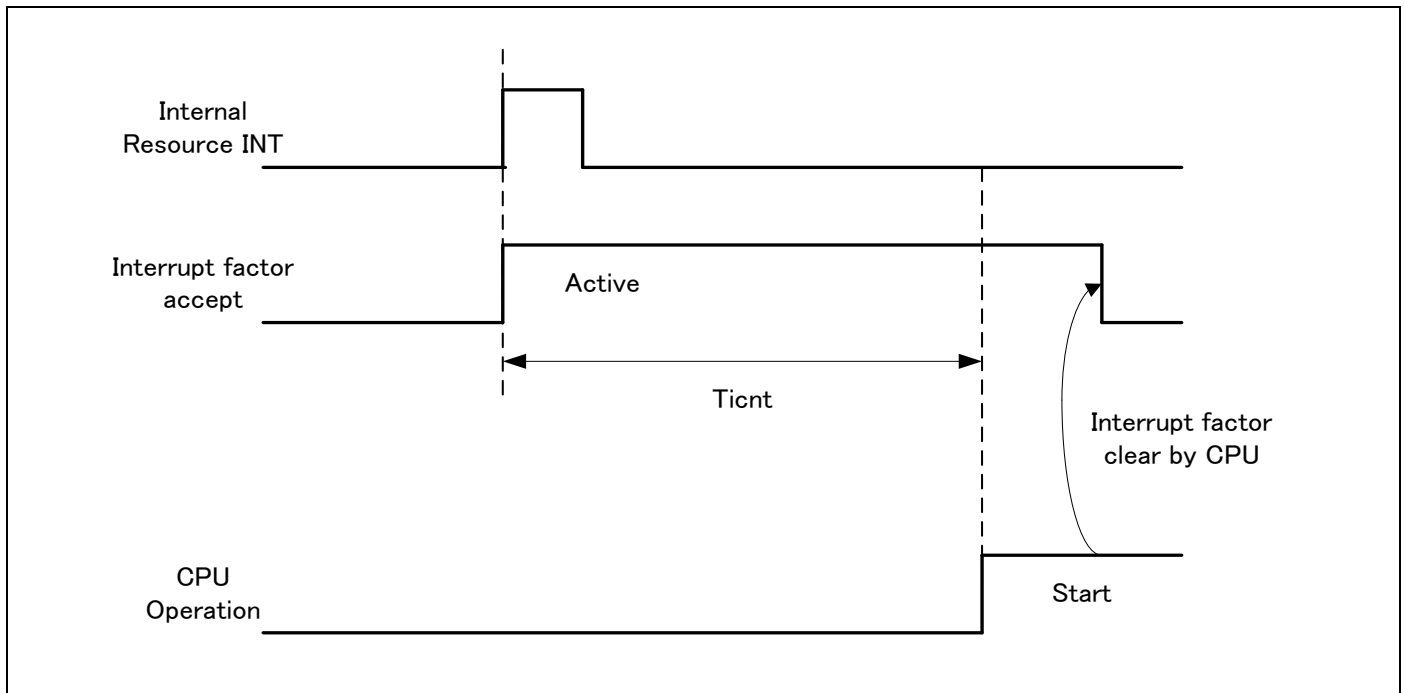 Internal
Resource INT
Interrupt factor
accept
Active
Ticnt
Interrupt factor
clear by CPU
CPU
Operation
Start